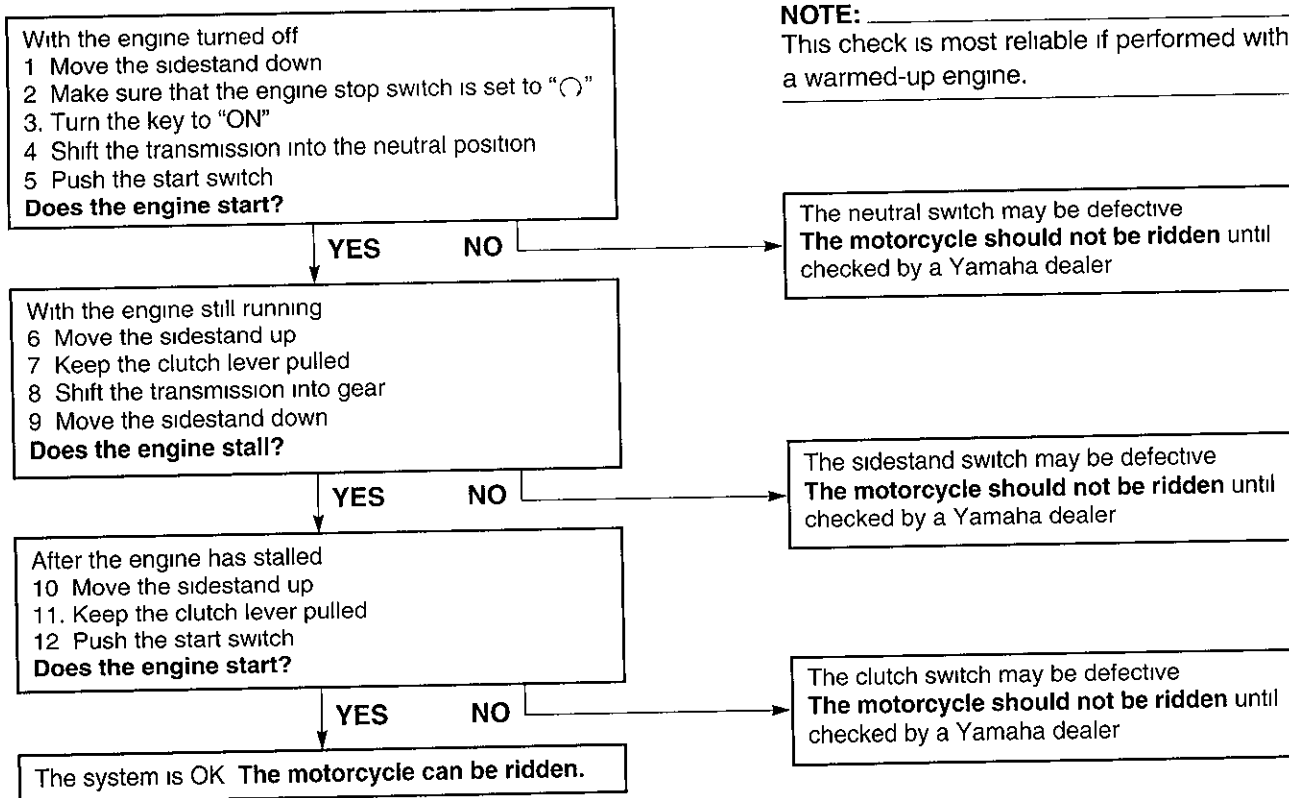 With the engine turned off
1 Move the sidestand down
2 Make sure that the engine stop switch is set to “○”
3. Turn the key to “ON”
4 Shift the transmission into the neutral position
5 Push the start switch
Does the engine start?
NOTE:
This check is most reliable if performed with
a warmed-up engine.
YES NO
The neutral switch may be defective
The motorcycle should not be ridden until
checked by a Yamaha dealer
With the engine still running
6 Move the sidestand up
7 Keep the clutch lever pulled
8 Shift the transmission into gear
9 Move the sidestand down
Does the engine stall?
YES NO
The sidestand switch may be defective
The motorcycle should not be ridden until
checked by a Yamaha dealer
After the engine has stalled
10 Move the sidestand up
11. Keep the clutch lever pulled
12 Push the start switch
Does the engine start?
YES NO
The clutch switch may be defective
The motorcycle should not be ridden until
checked by a Yamaha dealer
The system is OK The motorcycle can be ridden.